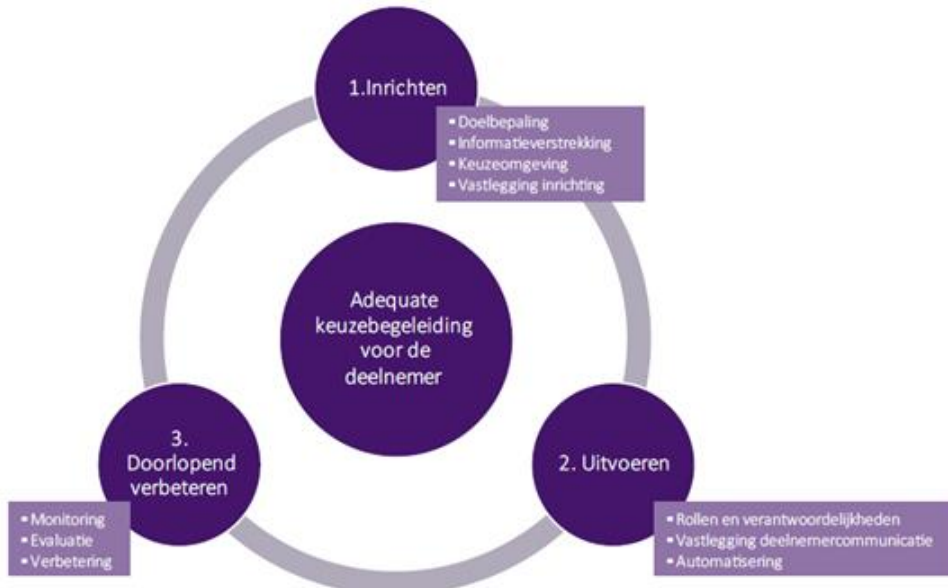 1.Inrichten
▪ Doelbepaling
▪ Informatieverstrekking
▪ Keuzeomgeving
▪ Vastlegging inrichting
Adequate
keuzebegeleiding
voor de
deelnemer
3.
Doorlopend
verbeteren
▪ Monitoring
▪ Evaluatie
▪ Verbetering
2. Uitvoeren
▪ Rollen en verantwoordelijkheden
▪ Vastlegging deelnemercommunicatie
▪ Automatisering